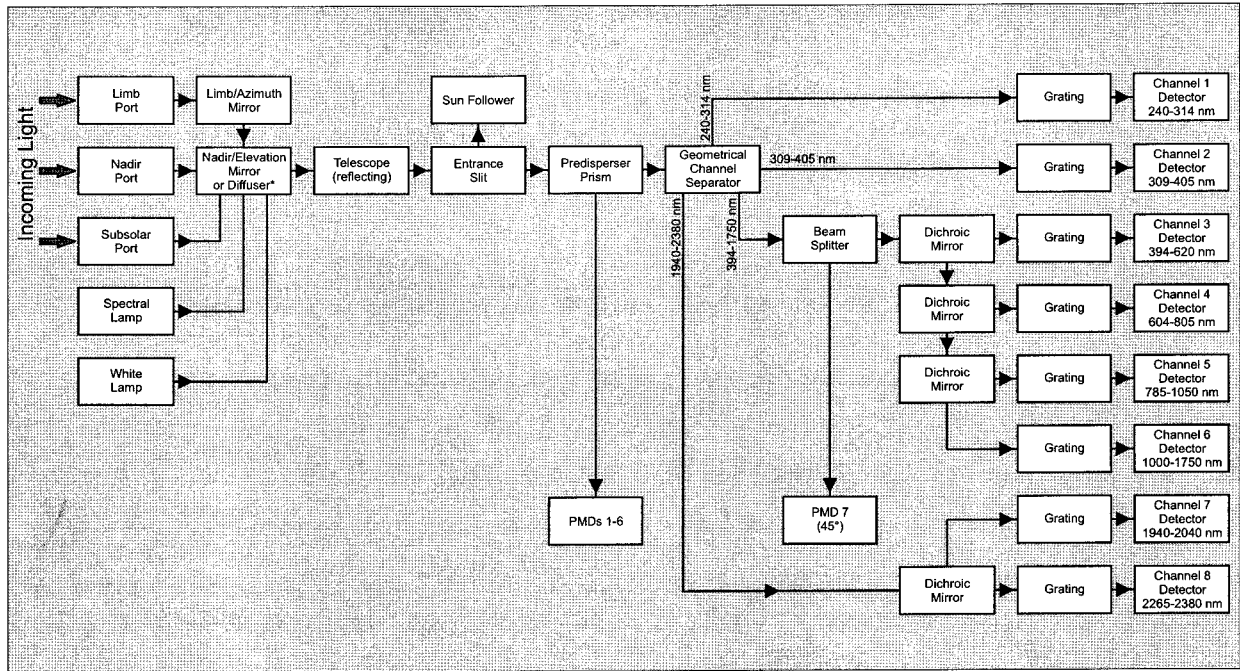 Incoming Light
Limb
Port
Limb/Azimuth
Mirror
Nadir
Port
Nadir/Elevation
Mirror
or Diffuser*
Subsolar
Port
Spectral
Lamp
White
Lamp
Telescope
(reflecting)
Sun Follower
Entrance
Slit
Predisperser
Prism
PMDs 1-6
Geometrical
Channel
Separator
240-314 nm
309-405 nm
394-1750 nm
1940-2380 nm
Beam
Splitter
PMD 7
(45°)
Grating
Channel 1
Detector
240-314 nm
Grating
Channel 2
Detector
309-405 nm
Dichroic
Mirror
Grating
Channel 3
Detector
394-620 nm
Dichroic
Mirror
Grating
Channel 4
Detector
604-805 nm
Dichroic
Mirror
Grating
Channel 5
Detector
785-1050 nm
Grating
Channel 6
Detector
1000-1750 nm
Grating
Channel 7
Detector
1940-2040 nm
Dichroic
Mirror
Grating
Channel 8
Detector
2265-2380 nm